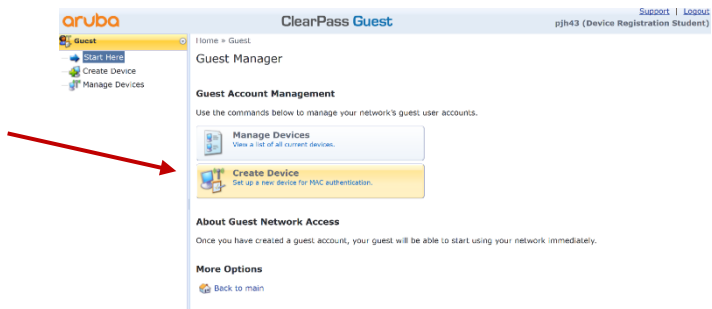 aruba
ClearPass Guest
Support | Logout
pjh43 (Device Registration Student)
Guest
Start Here
Create Device
Manage Devices
Home » Guest
Guest Manager
Guest Account Management
Use the commands below to manage your network's guest user accounts.
Manage Devices
View a list of all current devices.
Create Device
Set up a new device for MAC authentication.
About Guest Network Access
Once you have created a guest account, your guest will be able to start using your network immediately.
More Options
Back to main